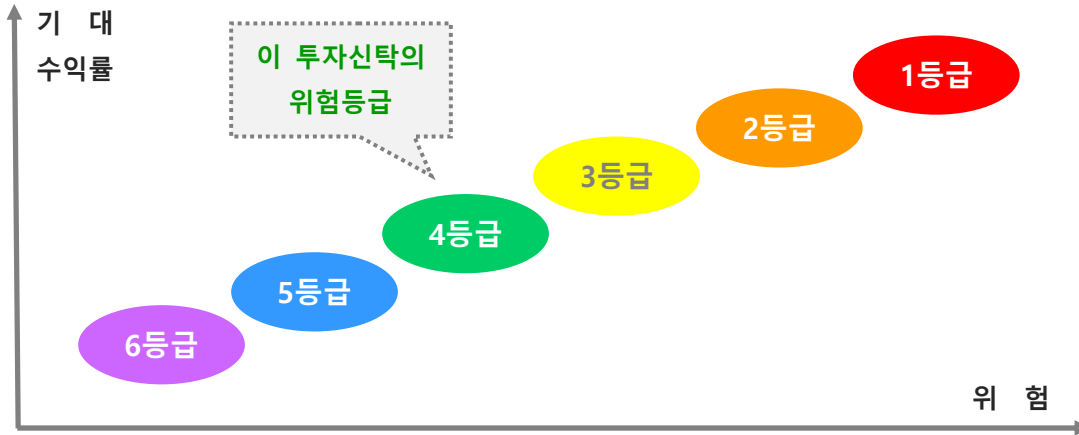 기 대
수익률
이 투자신탁의
위험등급
1등급
2등급
3등급
4등급
5등급
6등급
위 험